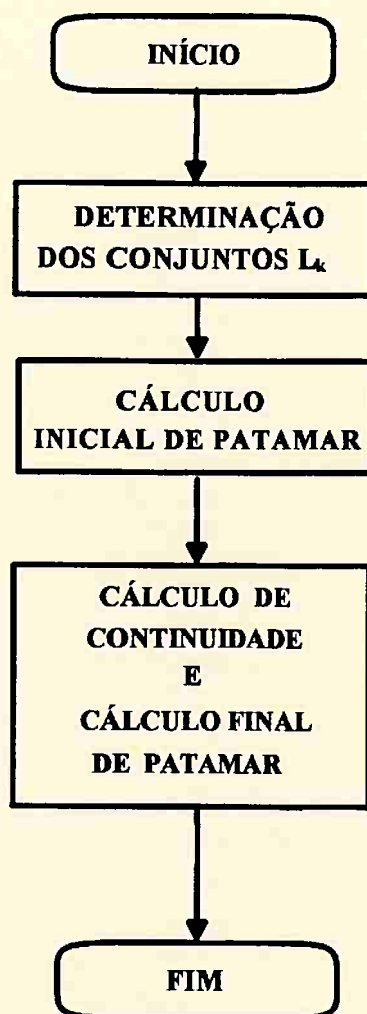 INÍCIO
DETERMINAÇÃO
DOS CONJUNTOS Lk
CÁLCULO
INICIAL DE PATAMAR
CÁLCULO DE
CONTINUIDADE
E
CÁLCULO FINAL
DE PATAMAR
FIM